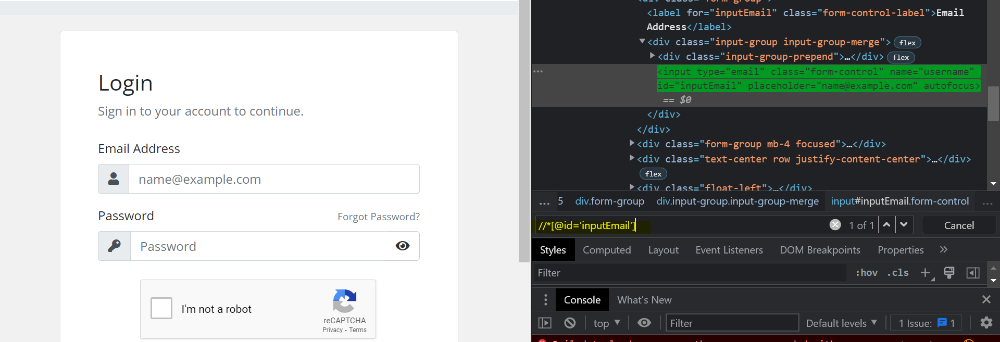 Login
Sign in to your account to continue.
Email Address
name@example.com
Password
Forgot Password?
Password
I'm not a robot
reCAPTCHA
Privacy - Terms
<label for="inputEmail" class="form-control-label">Email
Address</label>
<div class="input-group input-group-merge"> flex
<div class="input-group-prepend">…</div> flex
<input type="email" class="form-control" name="username"
id="inputEmail" placeholder="name@example.com" autofocus>
== $0
</div>
</div>
<div class="form-group mb-4 focused">…</div>
<div class="text-center row justify-content-center">…</div>
flex
<div class="float-left">…</div>
... -5 div.form-group div.input-group.input-group-merge input#inputEmail.form-control ...
//*[@id='inputEmail'] 1 of 1 Cancel
Styles Computed Layout Event Listeners DOM Breakpoints Properties
Filter :hov .cls
Console What's New
top Filter Default levels 1 Issue: 1